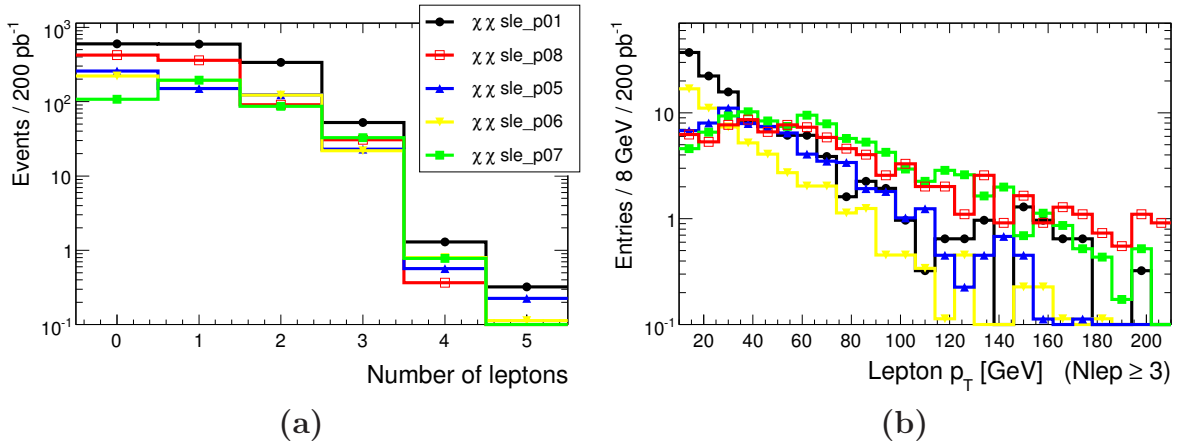 Events / 200 pb⁻¹
10³
10²
10
1
10⁻¹
0 1 2 3 4 5
Number of leptons
χ χ sle_p01
χ χ sle_p08
χ χ sle_p05
χ χ sle_p06
χ χ sle_p07
(a)
Entries / 8 GeV / 200 pb⁻¹
10²
10
1
10⁻¹
20 40 60 80 100 120 140 160 180 200
Lepton p_T [GeV] (Nlep ≥ 3)
(b)